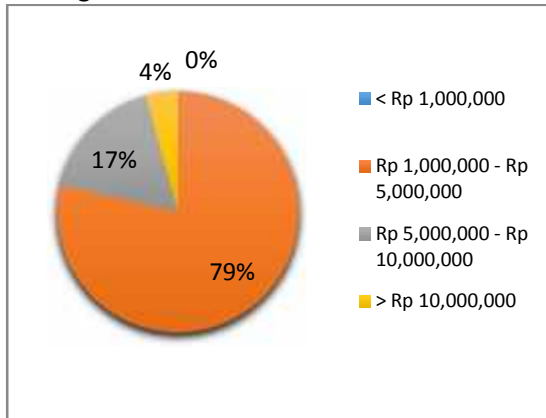 4% 0%
17%
79%
< Rp 1,000,000
Rp 1,000,000 - Rp
5,000,000
Rp 5,000,000 - Rp
10,000,000
> Rp 10,000,000